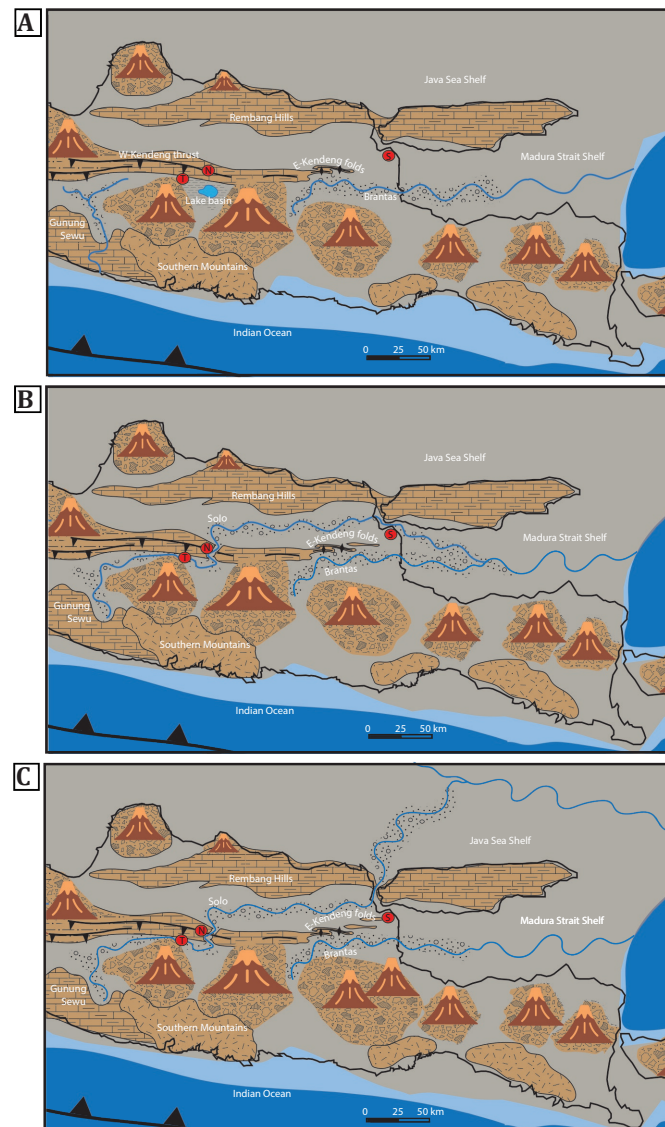 A
Java Sea Shelf
Rembang Hills
W-Kendeng thrust
N
E-Kendeng folds
S
Madura Strait Shelf
T
Lake basin
Brantas
Gunung
Sewu
Southern Mountains
Indian Ocean
0 25 50 km
B
Java Sea Shelf
Rembang Hills
Solo
E-Kendeng folds
S
Madura Strait Shelf
N
T
Brantas
Gunung
Sewu
Southern Mountains
Indian Ocean
0 25 50 km
C
Java Sea Shelf
Rembang Hills
Solo
E-Kendeng folds
S
Madura Strait Shelf
N
T
Brantas
Gunung
Sewu
Southern Mountains
Indian Ocean
0 25 50 km